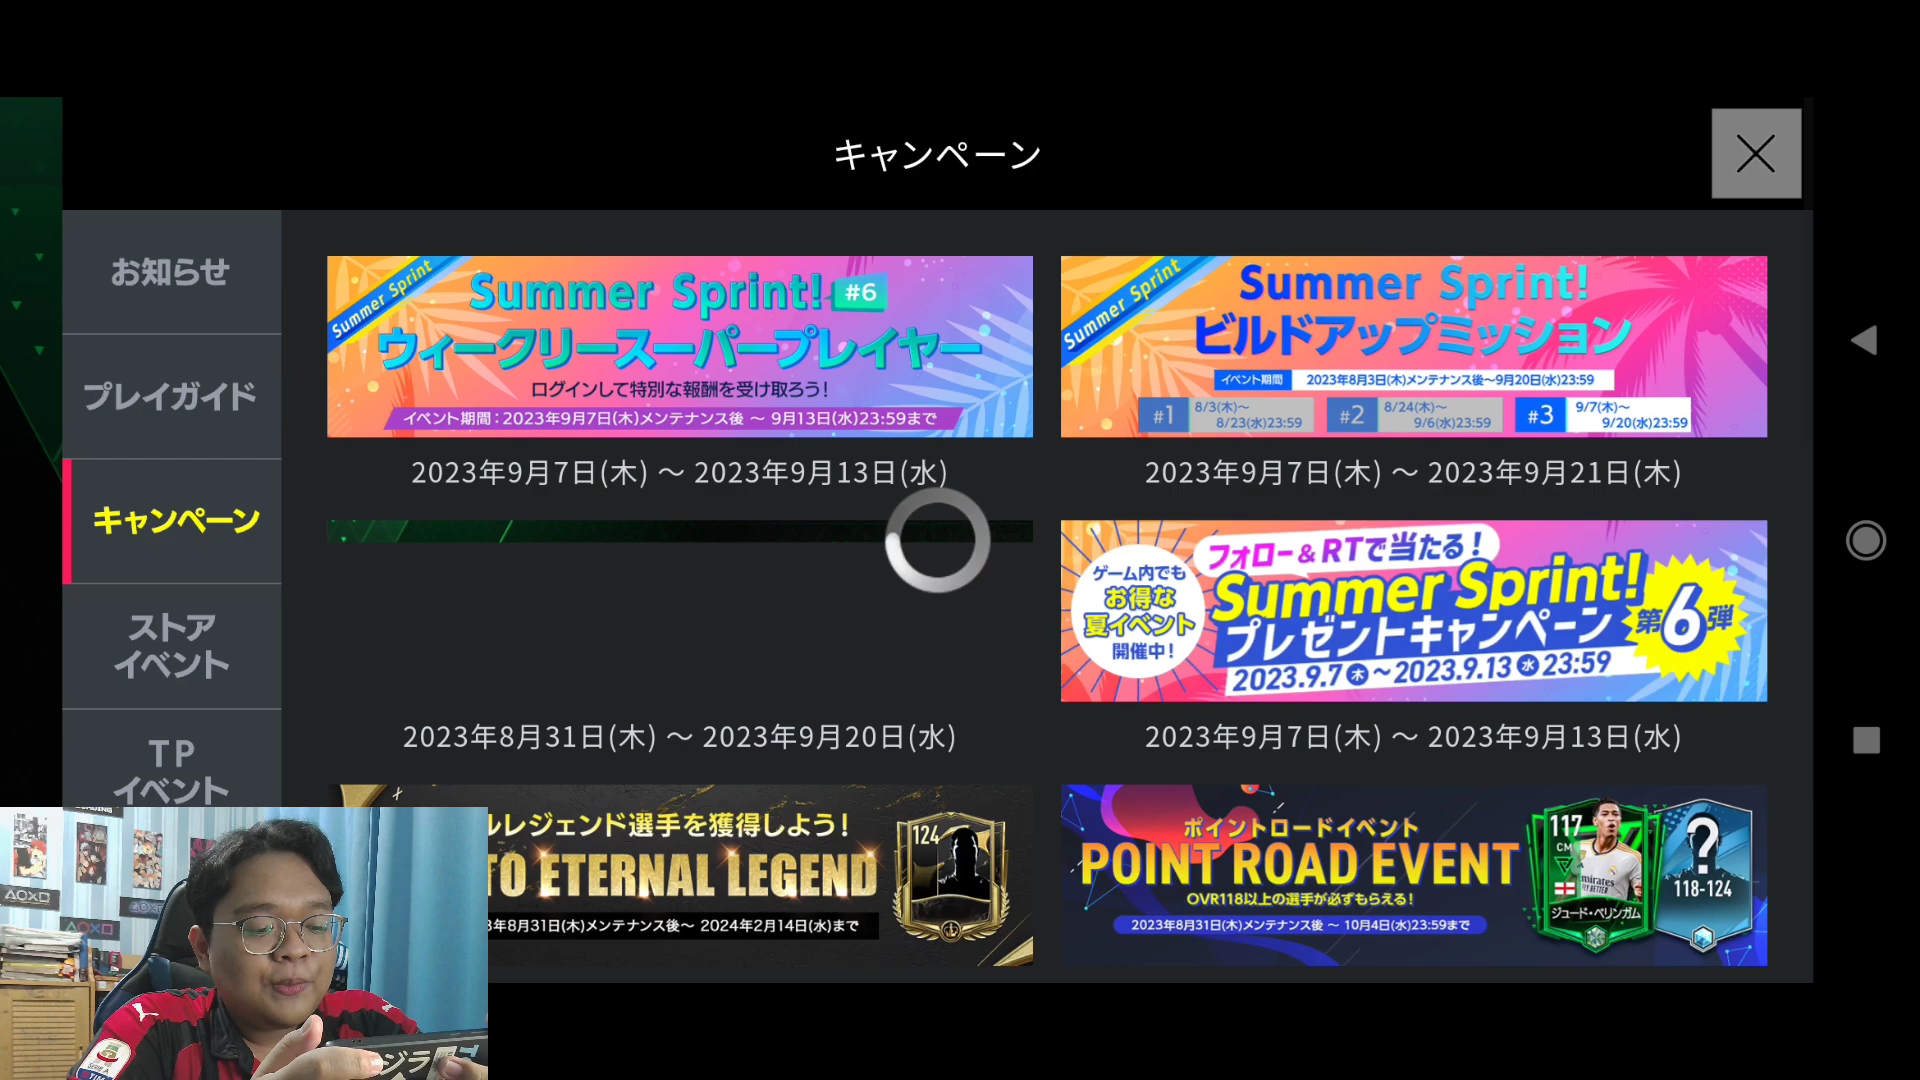 キャンペーン
お知らせ
プレイガイド
キャンペーン
ストア
イベント
TP
イベント
Summer Sprint
Summer Sprint! #6
ウィークリースーパープレイヤー
ログインして特別な報酬を受け取ろう!
イベント期間:2023年9月7日(木)メンテナンス後 ～ 9月13日(水)23:59まで
2023年9月7日(木) ～ 2023年9月13日(水)
Summer Sprint
Summer Sprint!
ビルドアップミッション
イベント期間 2023年8月3日(木)メンテナンス後～9月20日(水)23:59
#1 8/3(木)～ 8/23(水)23:59
#2 8/24(木)～ 9/6(水)23:59
#3 9/7(木)～ 9/20(水)23:59
2023年9月7日(木) ～ 2023年9月21日(木)
2023年8月31日(木) ～ 2023年9月20日(水)
ゲーム内でも
お得な
夏イベント
開催中!
フォロー&RTで当たる!
Summer Sprint!
プレゼントキャンペーン
第6弾
2023.9.7 木 ～2023.9.13 水 23:59
2023年9月7日(木) ～ 2023年9月13日(水)
ルレジェンド選手を獲得しよう!
TO ETERNAL LEGEND
年8月31日(木)メンテナンス後～ 2024年2月14日(水)まで
124
ポイントロードイベント
POINT ROAD EVENT
OVR118以上の選手が必ずもらえる!
2023年8月31日(木)メンテナンス後 ～ 10月4日(水)23:59まで
117
CM
ジュード・ベリンガム
?
118-124
ジラ